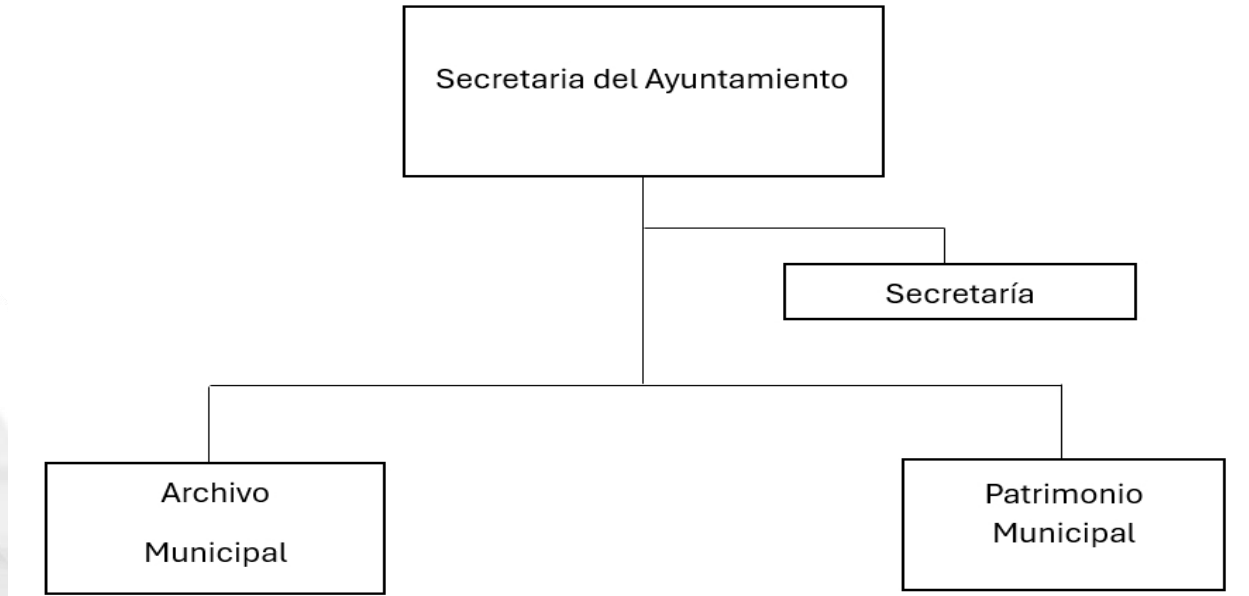 Secretaria del Ayuntamiento
Secretaría
Archivo
Municipal
Patrimonio
Municipal